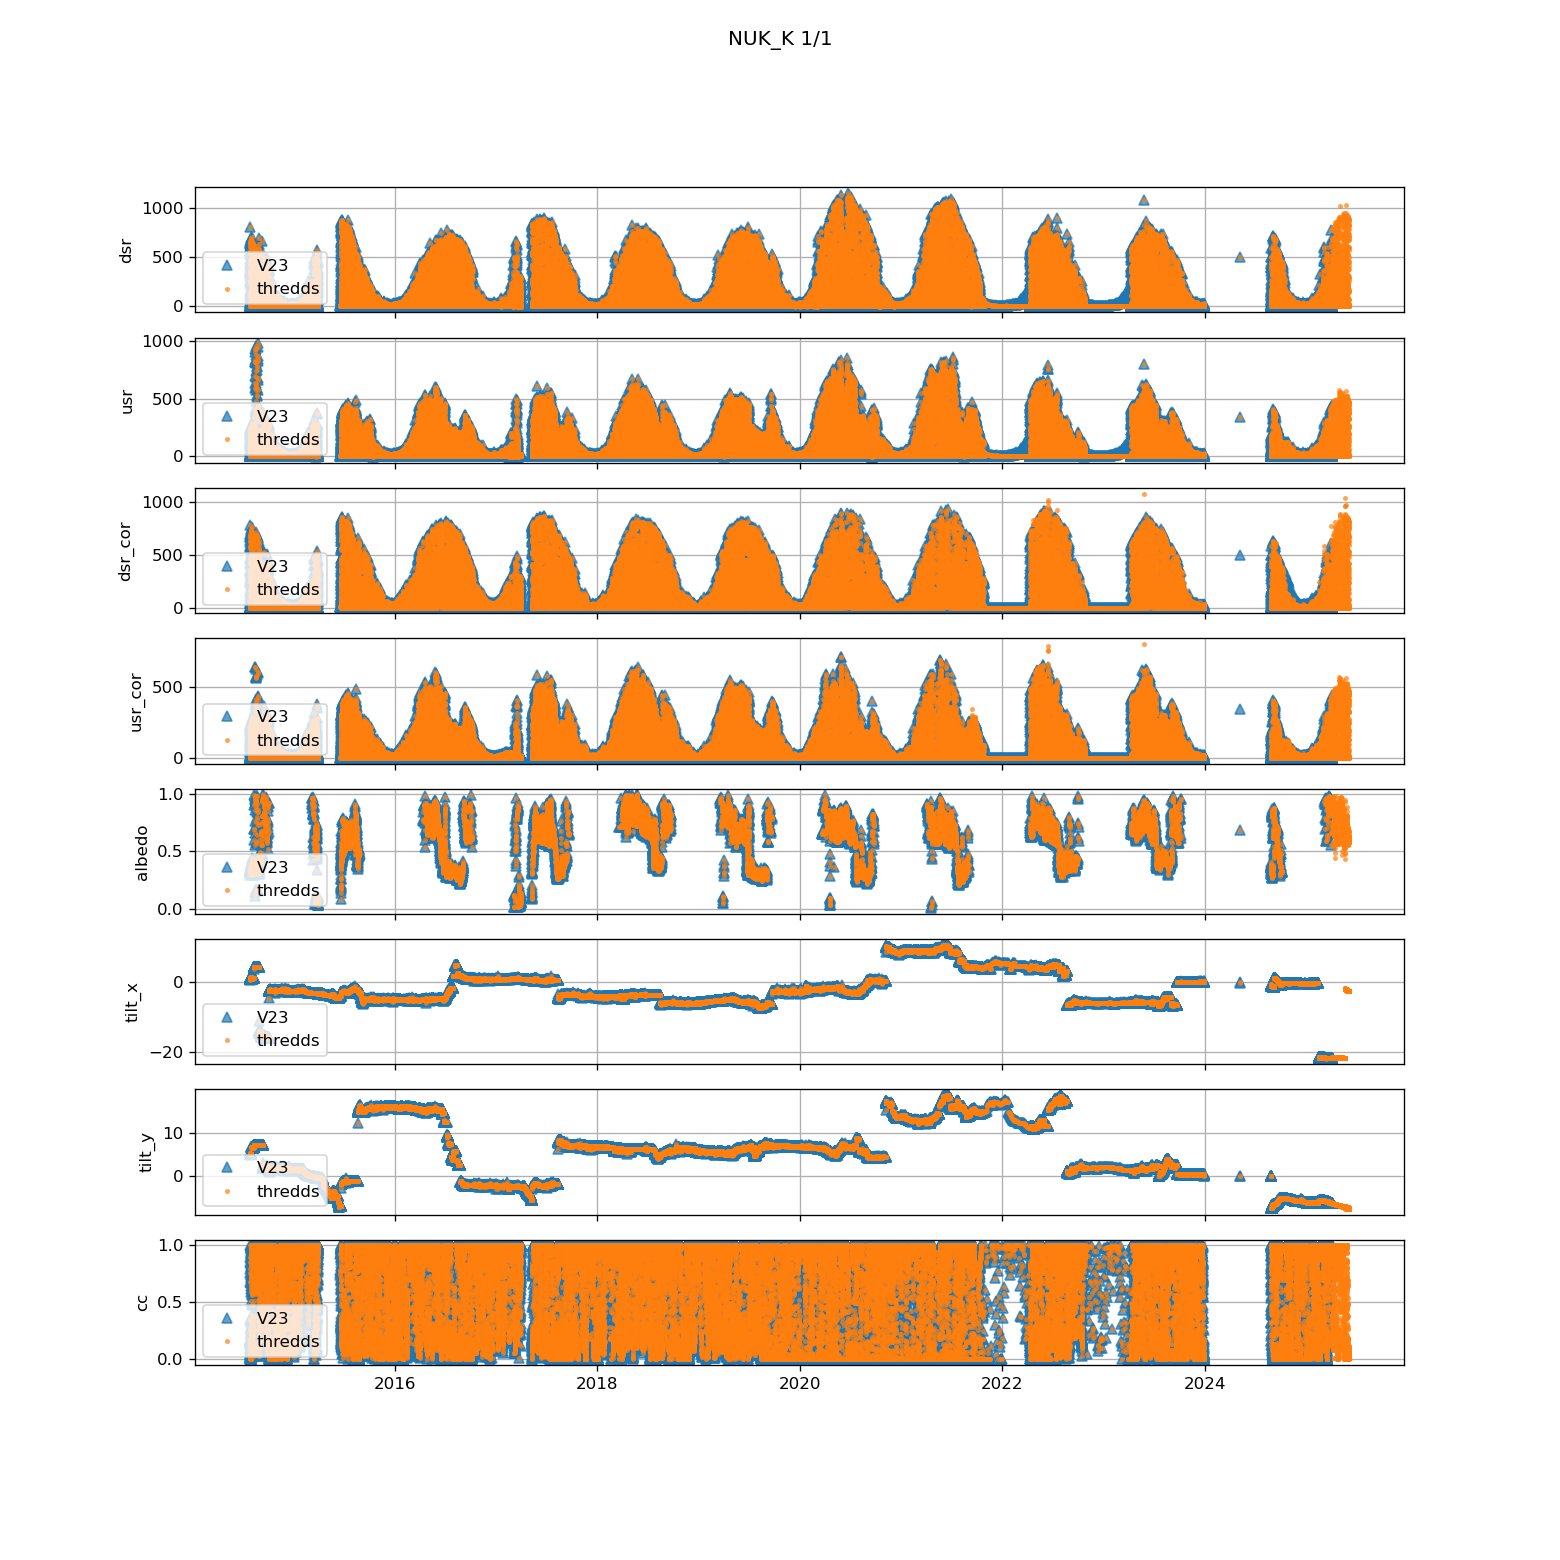 NUK_K 1/1
dsr
1000
500
0
V23
thredds
usr
1000
500
0
V23
thredds
dsr_cor
1000
500
0
V23
thredds
usr_cor
500
0
V23
thredds
albedo
1.0
0.5
0.0
V23
thredds
tilt_x
0
−20
V23
thredds
tilt_y
10
0
V23
thredds
cc
1.0
0.5
0.0
V23
thredds
2016 2018 2020 2022 2024